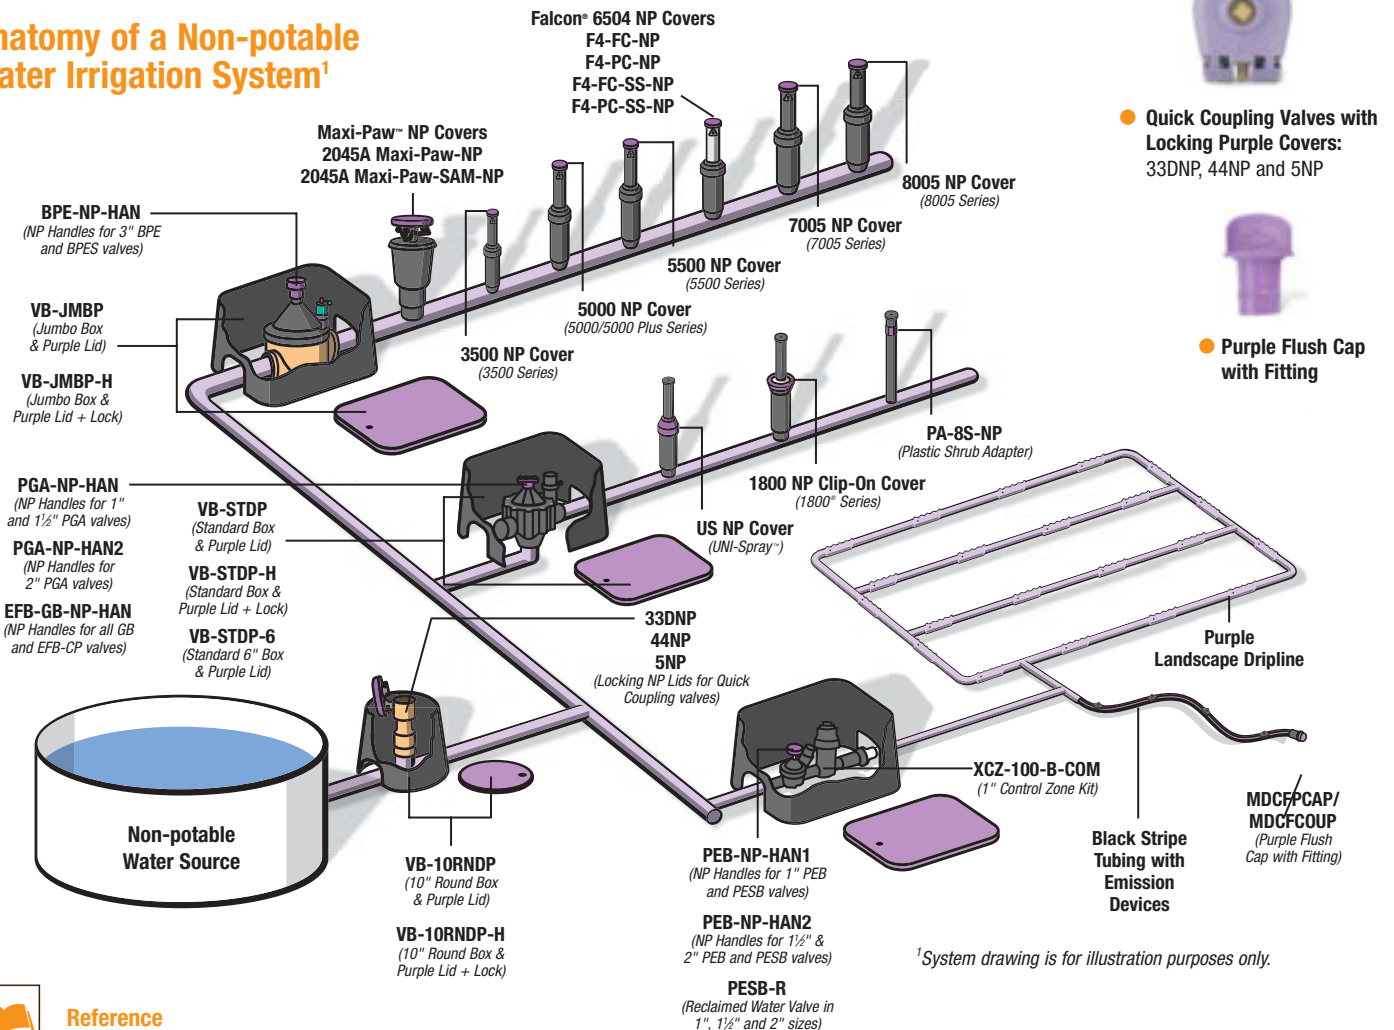 natomy of a Non-potable
ater Irrigation System¹
Falcon® 6504 NP Covers
F4-FC-NP
F4-PC-NP
F4-FC-SS-NP
F4-PC-SS-NP
Maxi-Paw™ NP Covers
2045A Maxi-Paw-NP
2045A Maxi-Paw-SAM-NP
BPE-NP-HAN
(NP Handles for 3" BPE
and BPES valves)
VB-JMBP
(Jumbo Box
& Purple Lid)
VB-JMBP-H
(Jumbo Box &
Purple Lid + Lock)
3500 NP Cover
(3500 Series)
5000 NP Cover
(5000/5000 Plus Series)
5500 NP Cover
(5500 Series)
7005 NP Cover
(7005 Series)
8005 NP Cover
(8005 Series)
Quick Coupling Valves with
Locking Purple Covers:
33DNP, 44NP and 5NP
Purple Flush Cap
with Fitting
PGA-NP-HAN
(NP Handles for 1"
and 1½" PGA valves)
PGA-NP-HAN2
(NP Handles for
2" PGA valves)
EFB-GB-NP-HAN
(NP Handles for all GB
and EFB-CP valves)
VB-STDP
(Standard Box
& Purple Lid)
VB-STDP-H
(Standard Box &
Purple Lid + Lock)
VB-STDP-6
(Standard 6" Box
& Purple Lid)
US NP Cover
(UNI-Spray™)
1800 NP Clip-On Cover
(1800® Series)
PA-8S-NP
(Plastic Shrub Adapter)
33DNP
44NP
5NP
(Locking NP Lids for Quick
Coupling valves)
Purple
Landscape Dripline
Non-potable
Water Source
VB-10RNDP
(10" Round Box
& Purple Lid)
VB-10RNDP-H
(10" Round Box &
Purple Lid + Lock)
XCZ-100-B-COM
(1" Control Zone Kit)
PEB-NP-HAN1
(NP Handles for 1" PEB
and PESB valves)
PEB-NP-HAN2
(NP Handles for 1½" &
2" PEB and PESB valves)
PESB-R
(Reclaimed Water Valve in
1", 1½" and 2" sizes)
Black Stripe
Tubing with
Emission
Devices
MDCFPCAP/
MDCFCOUP
(Purple Flush
Cap with Fitting)
¹System drawing is for illustration purposes only.
Reference